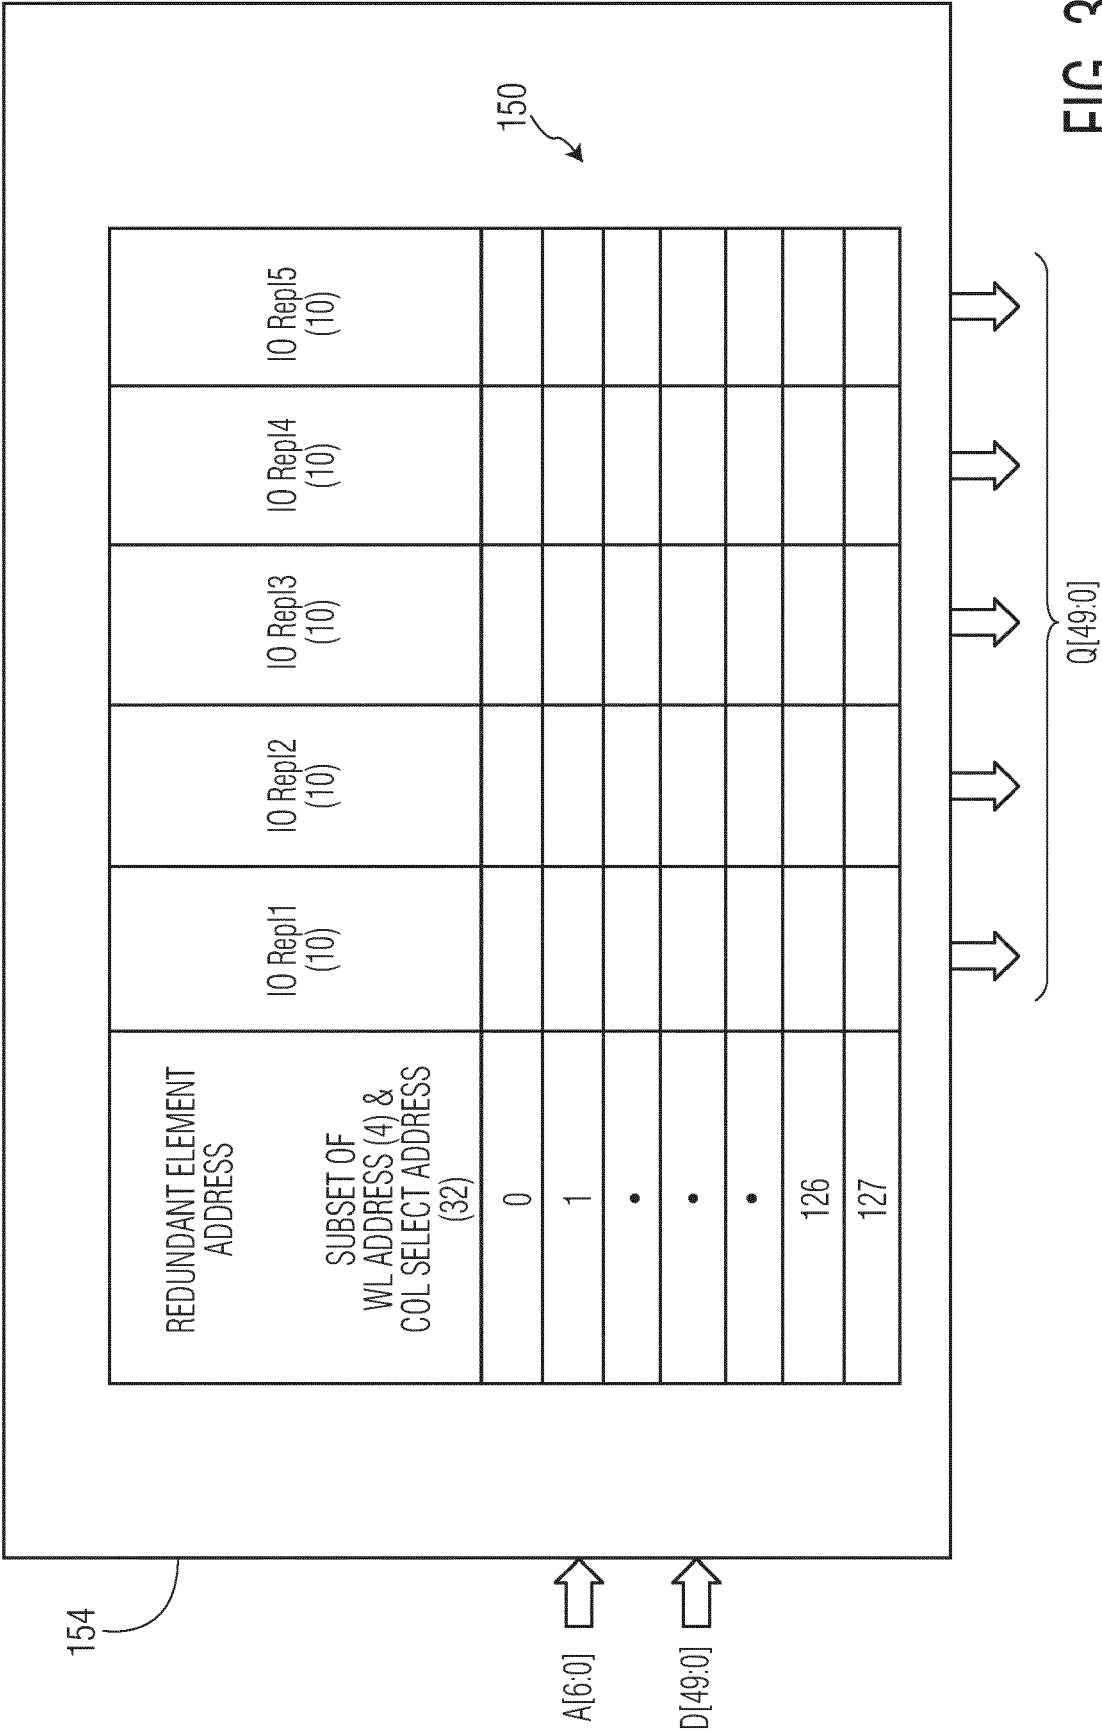 154
150
REDUNDANT ELEMENT
ADDRESS
SUBSET OF
WL ADDRESS (4) &
COL SELECT ADDRESS
(32)
IO Repl1
(10)
IO Repl2
(10)
IO Repl3
(10)
IO Repl4
(10)
IO Repl5
(10)
0
1
126
127
A[6:0]
D[49:0]
Q[49:0]
FIG. 3